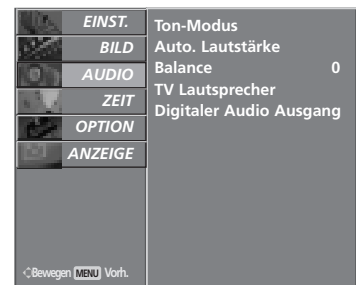 EINST.
BILD
AUDIO
ZEIT
OPTION
ANZEIGE
Ton-Modus
Auto. Lautstärke
Balance 0
TV Lautsprecher
Digitaler Audio Ausgang
Bewegen MENU Vorh.